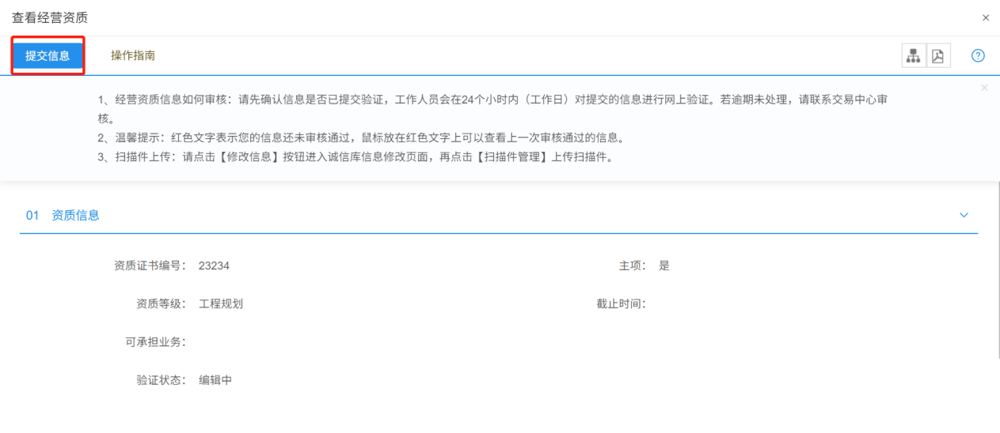 查看经营资质
提交信息 操作指南
1、经营资质信息如何审核：请先确认信息是否已提交验证，工作人员会在24个小时内（工作日）对提交的信息进行网上验证。若逾期未处理，请联系交易中心审
核。
2、温馨提示：红色文字表示您的信息还未审核通过，鼠标放在红色文字上可以查看上一次审核通过的信息。
3、扫描件上传：请点击【修改信息】按钮进入诚信库信息修改页面，再点击【扫描件管理】上传扫描件。
01 资质信息
资质证书编号： 23234 主项： 是
资质等级： 工程规划 截止时间：
可承担业务：
验证状态： 编辑中